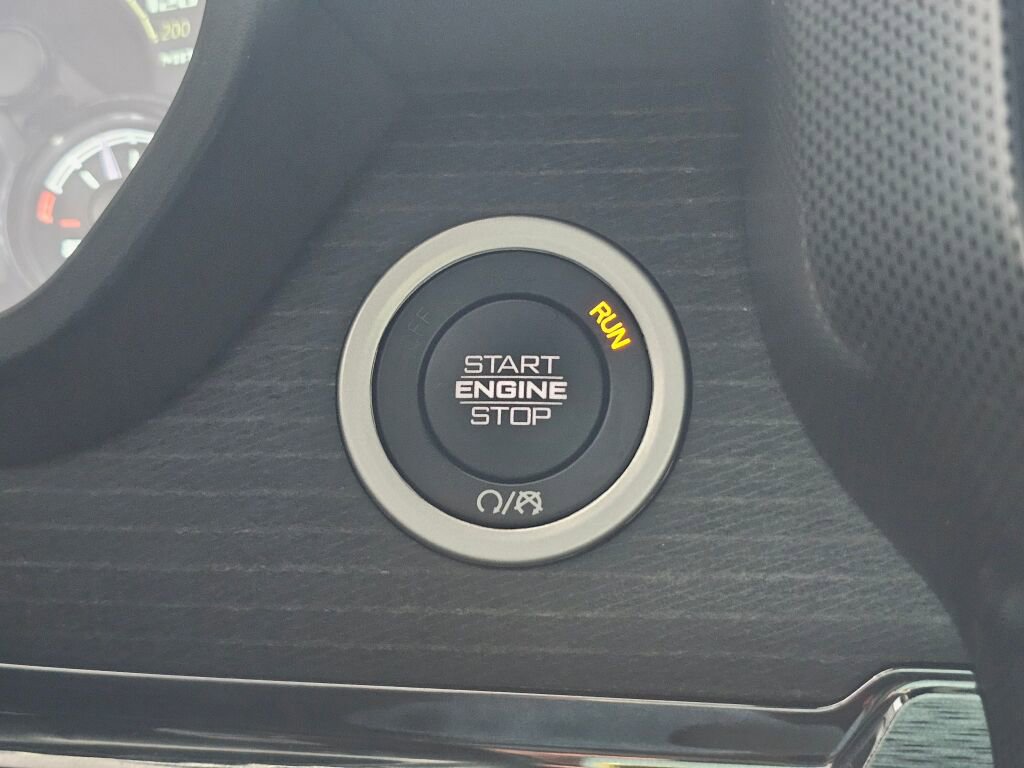 200
RUN
START
ENGINE
STOP